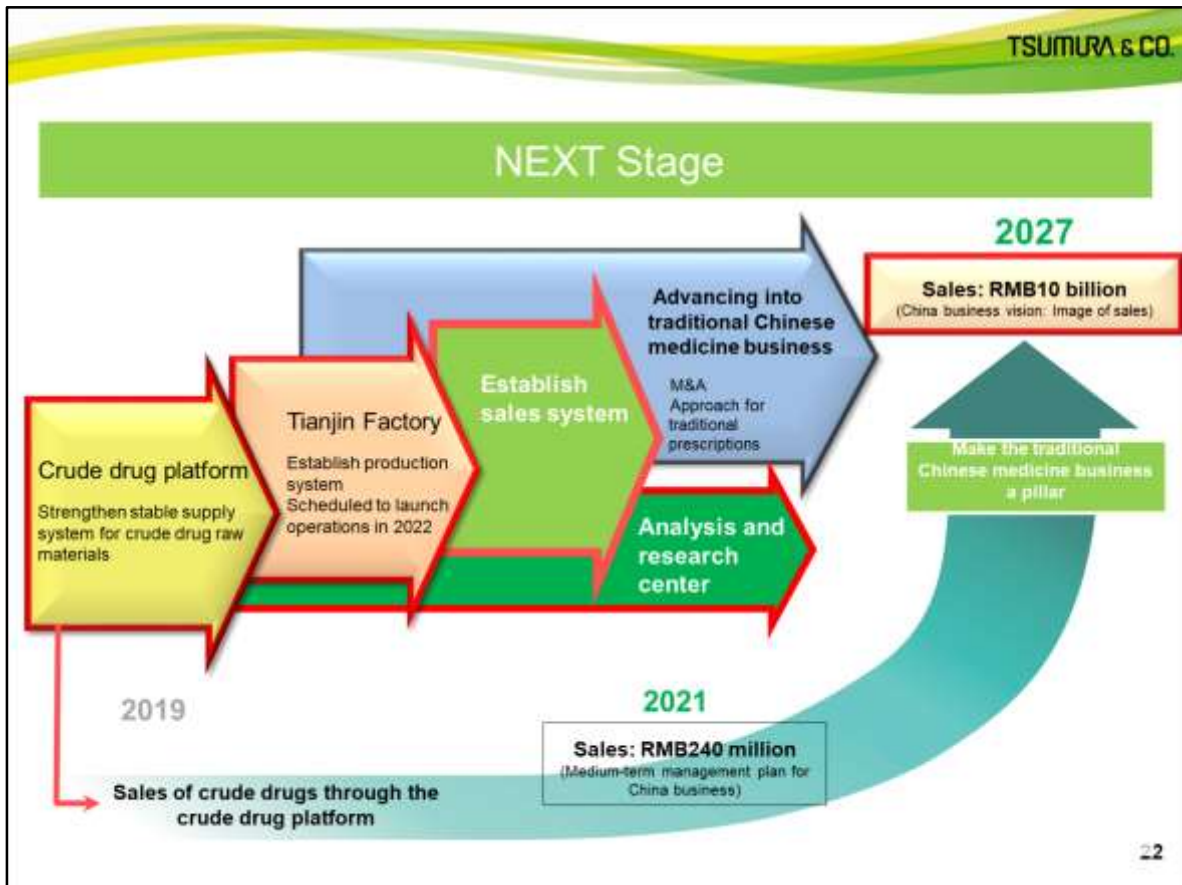 TSUMURA & CO.
NEXT Stage
2027
Sales: RMB10 billion
(China business vision: Image of sales)
Advancing into
traditional Chinese
medicine business
M&A
Approach for
traditional
prescriptions
Establish
sales system
Tianjin Factory
Establish production
system
Scheduled to launch
operations in 2022
Crude drug platform
Strengthen stable supply
system for crude drug raw
materials
Analysis and
research
center
Make the traditional
Chinese medicine business
a pillar
2019
2021
Sales: RMB240 million
(Medium-term management plan for
China business)
Sales of crude drugs through the
crude drug platform
22